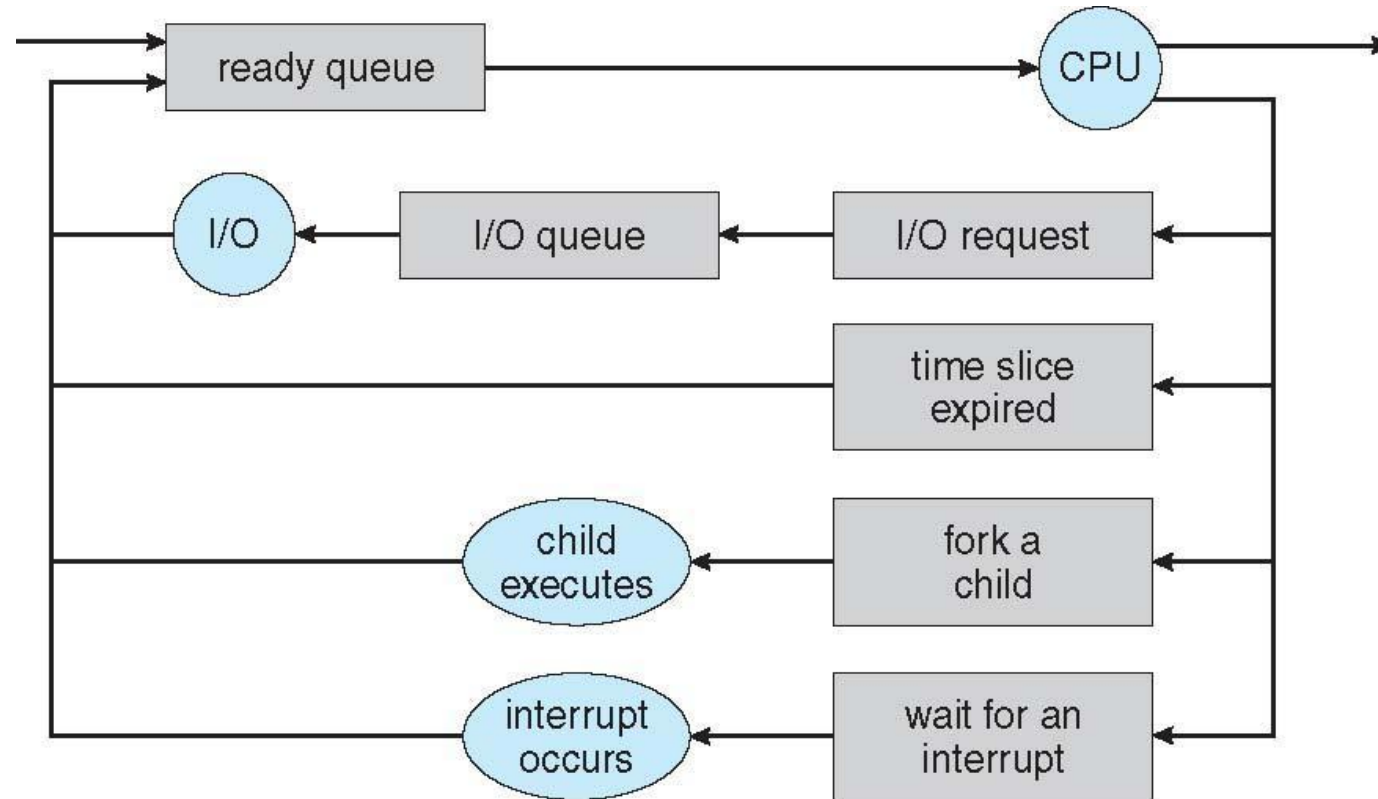 ready queue
CPU
I/O
I/O queue
I/O request
time slice
expired
child
executes
fork a
child
interrupt
occurs
wait for an
interrupt